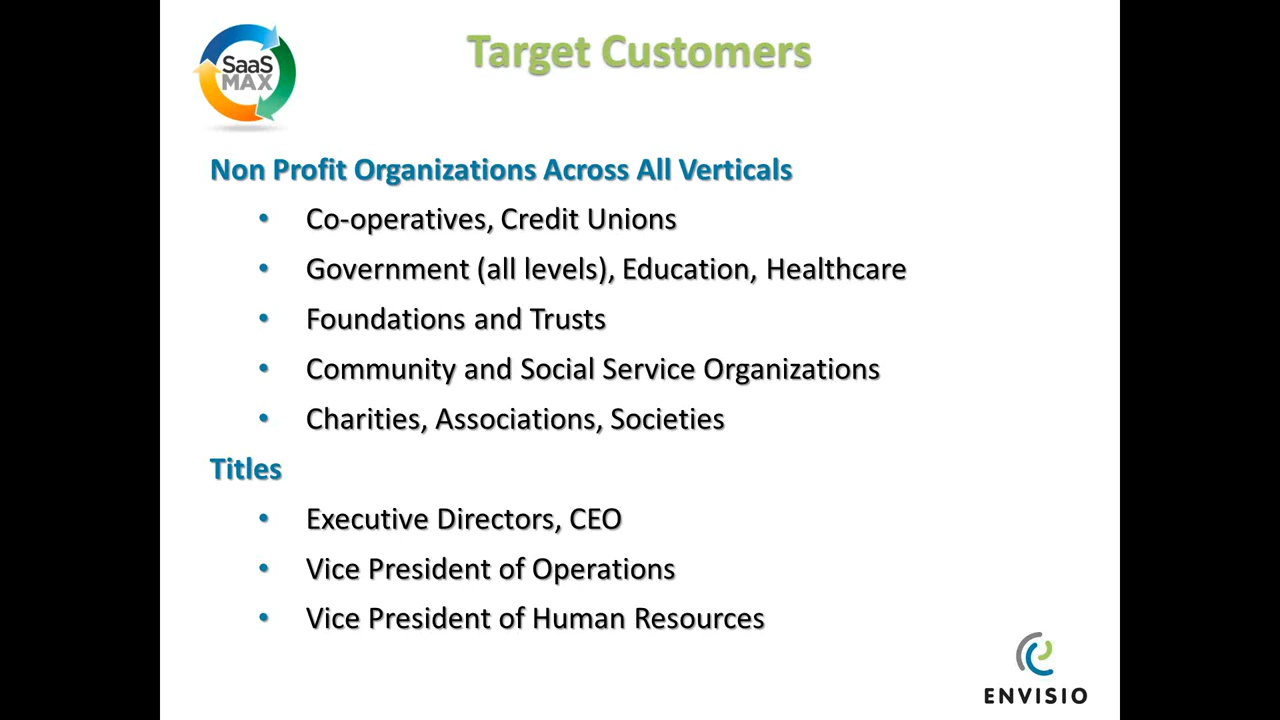 SaaS
MAX
Target Customers
Non Profit Organizations Across All Verticals
• Co-operatives, Credit Unions
• Government (all levels), Education, Healthcare
• Foundations and Trusts
• Community and Social Service Organizations
• Charities, Associations, Societies
Titles
• Executive Directors, CEO
• Vice President of Operations
• Vice President of Human Resources
ENVISIO